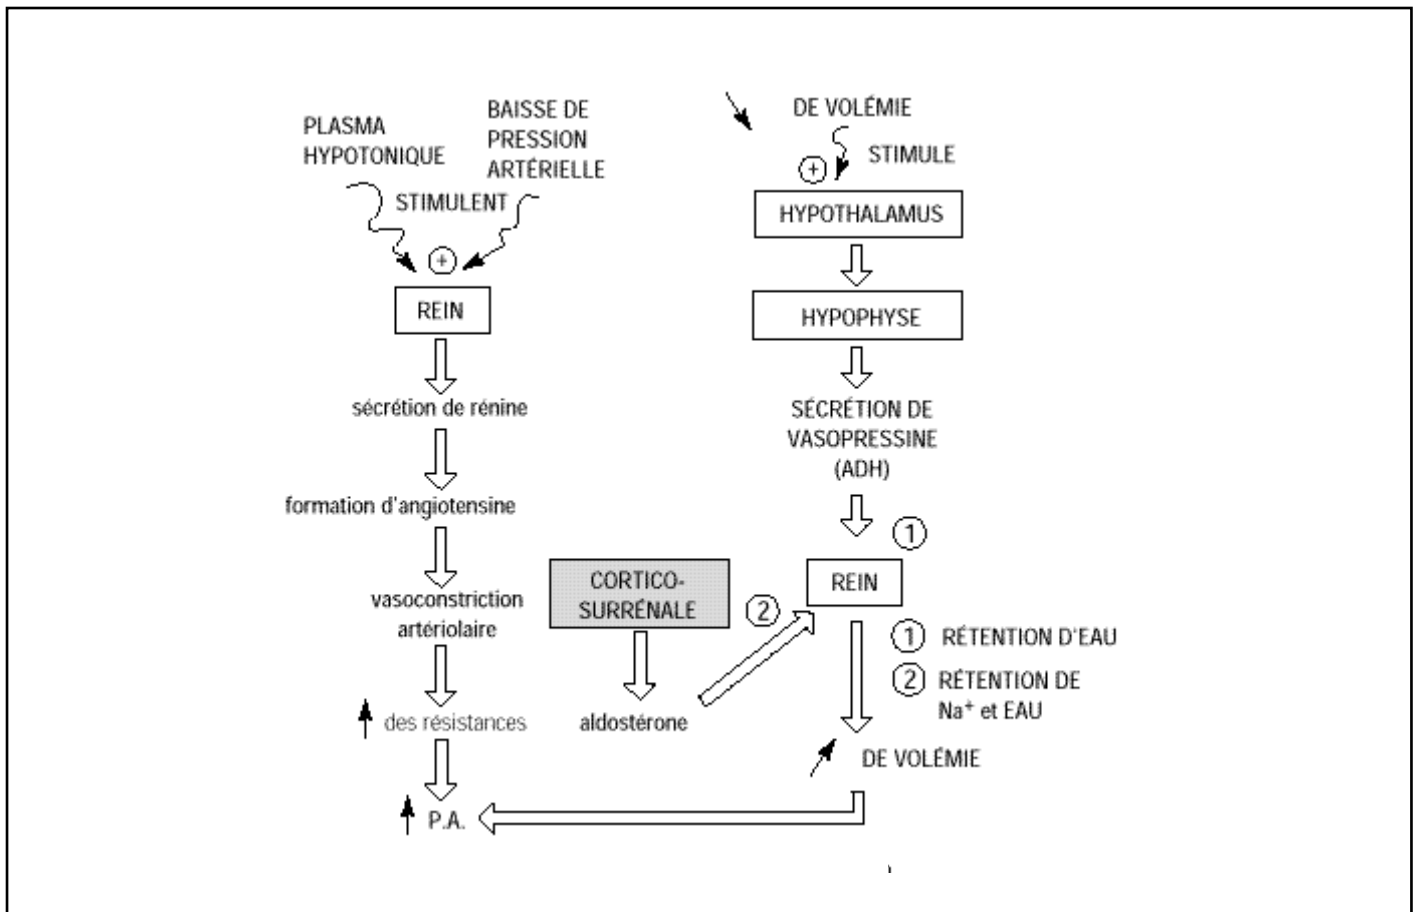 PLASMA
HYPOTONIQUE
BAISSE DE
PRESSION
ARTÉRIELLE
STIMULENT
+
REIN
sécrétion de rénine
formation d'angiotensine
vasoconstriction
artériolaire
des résistances
P.A.
CORTICO-
SURRÉNALE
aldostérone
2
DE VOLÉMIE
STIMULE
+
HYPOTHALAMUS
HYPOPHYSE
SÉCRÉTION DE
VASOPRESSINE
(ADH)
1
REIN
1 RÉTENTION D'EAU
2 RÉTENTION DE
Na⁺ et EAU
DE VOLÉMIE